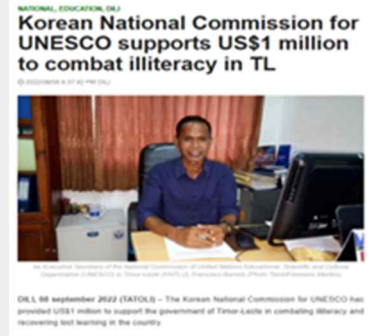 NATIONAL, EDUCATION, DILI
Korean National Commission for
UNESCO supports US$1 million
to combat illiteracy in TL
DILI, 08 september 2022 (TATOLI) – The Korean National Commission for UNESCO has
provided US$1 million to support the government of Timor-Leste in combating illiteracy and
recovering lost learning in the country